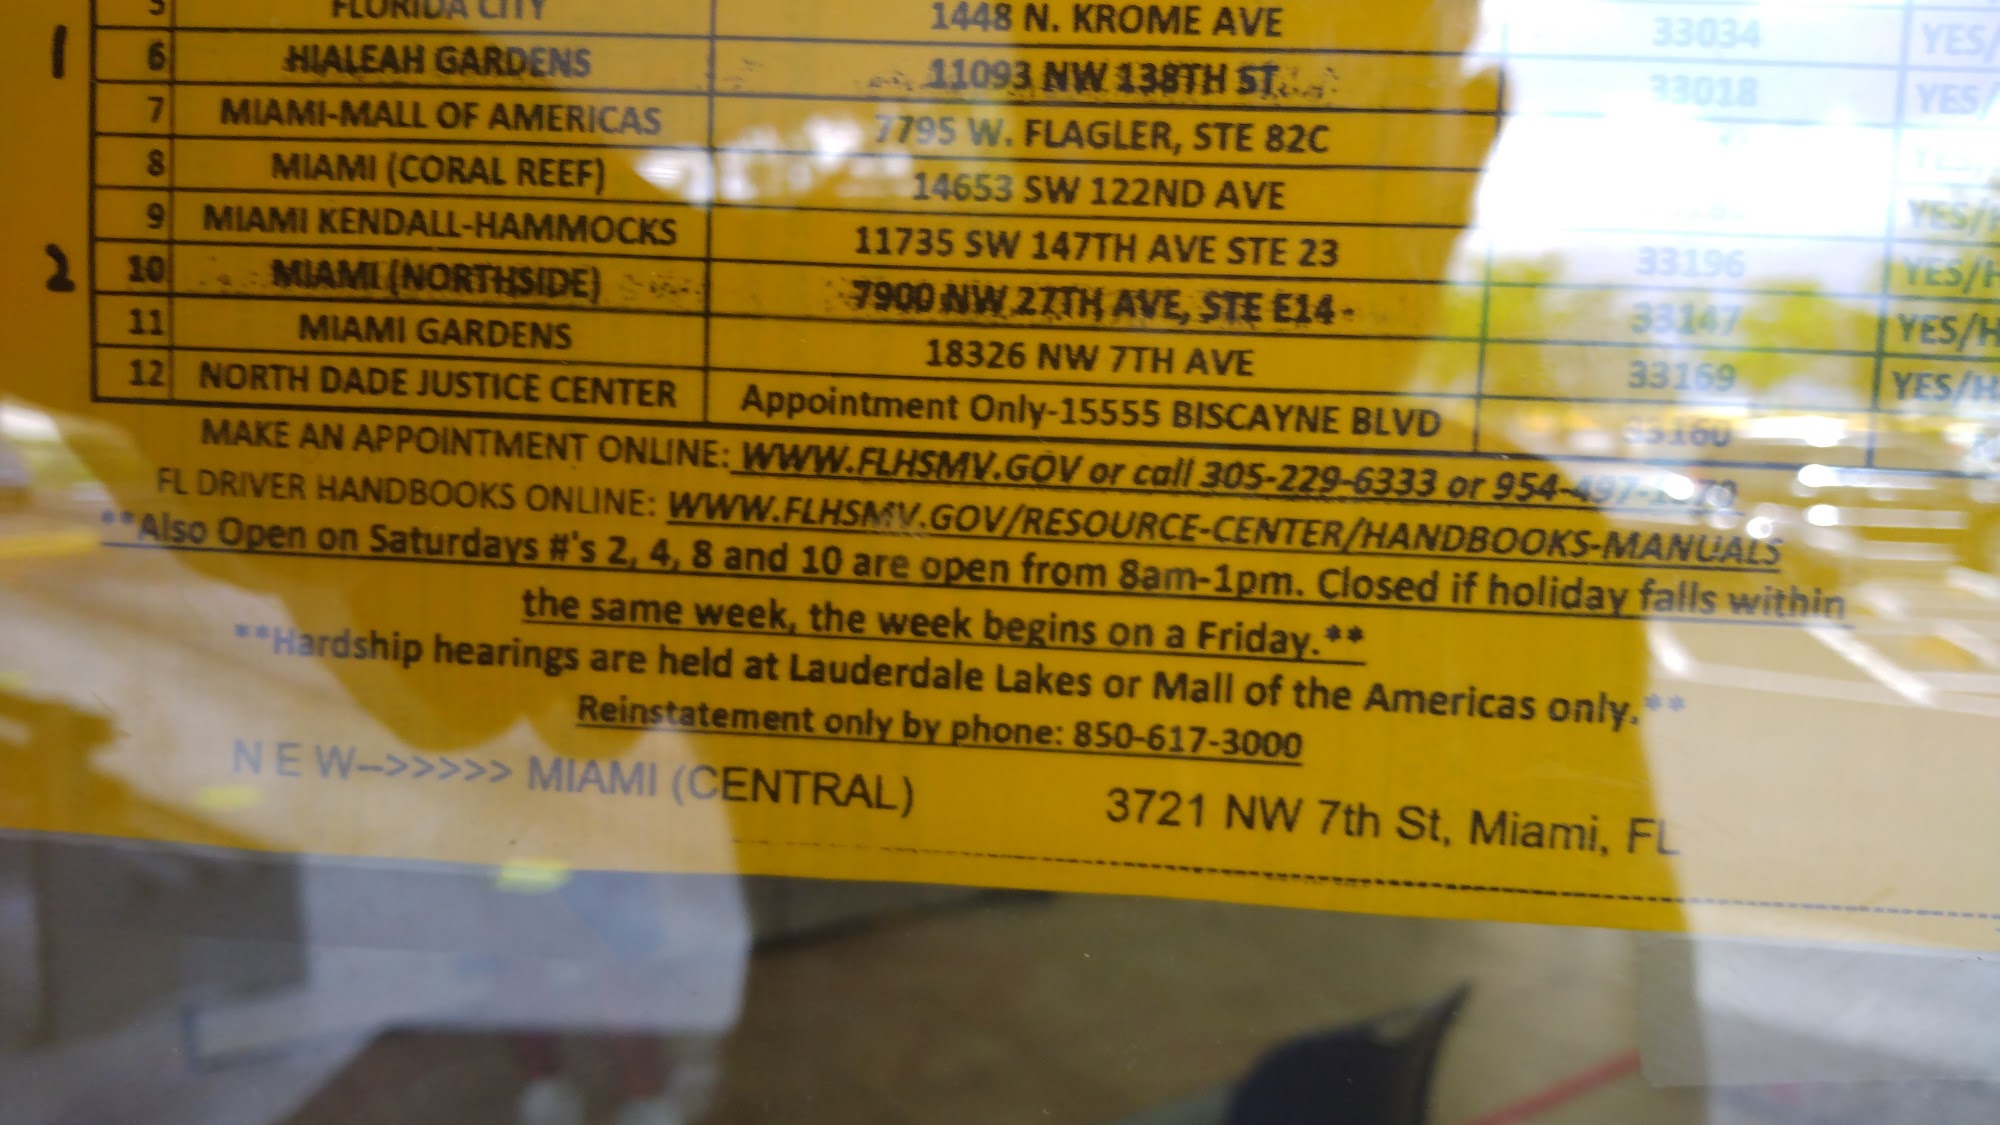 5 FLORIDA CITY 1448 N. KROME AVE 33034 YES/
1 6 HIALEAH GARDENS 11093 NW 138TH ST 33018 YES/
7 MIAMI-MALL OF AMERICAS 7795 W. FLAGLER, STE 82C
8 MIAMI (CORAL REEF) 14653 SW 122ND AVE YES/H
9 MIAMI KENDALL-HAMMOCKS 11735 SW 147TH AVE STE 23 33196 YES/H
2 10 MIAMI (NORTHSIDE) 7900 NW 27TH AVE, STE E14 33147 YES/H
11 MIAMI GARDENS 18326 NW 7TH AVE 33169 YES/H
12 NORTH DADE JUSTICE CENTER Appointment Only-15555 BISCAYNE BLVD 33160
MAKE AN APPOINTMENT ONLINE: WWW.FLHSMV.GOV or call 305-229-6333 or
FL DRIVER HANDBOOKS ONLINE: WWW.FLHSMV.GOV/RESOURCE-CENTER/HANDBOOKS-MANUALS
**Also Open on Saturdays #'s 2, 4, 8 and 10 are open from 8am-1pm. Closed if holiday falls within
the same week, the week begins on a Friday.**
**Hardship hearings are held at Lauderdale Lakes or Mall of the Americas only.**
Reinstatement only by phone: 850-617-3000
N E W-->>>>> MIAMI (CENTRAL) 3721 NW 7th St, Miami, FL